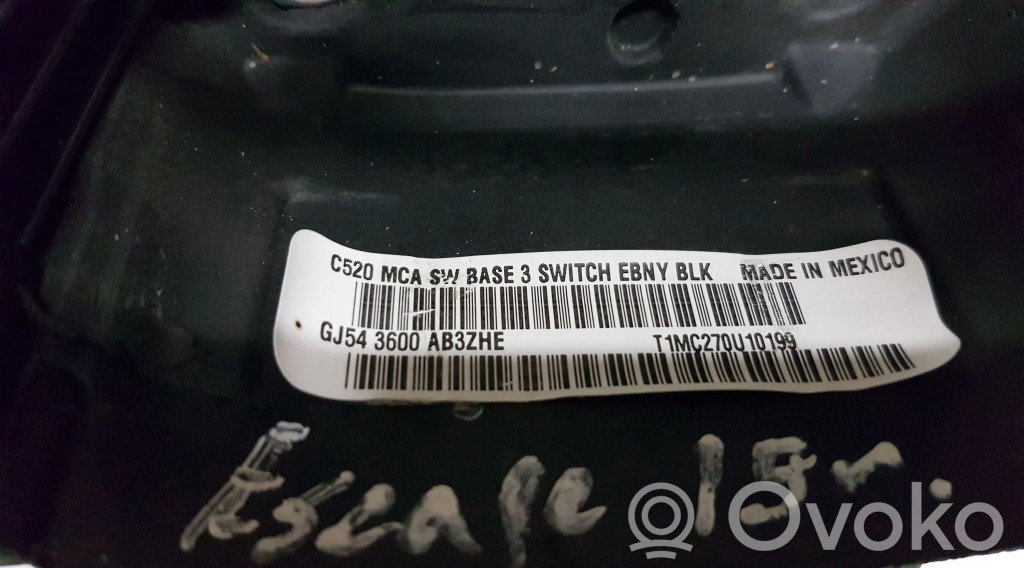 C520 MCA SW BASE 3 SWITCH EBNY BLK MADE IN MEXICO
GJ54 3600 AB3ZHE T1MC270U10199
Escape 18r.
Ovoko